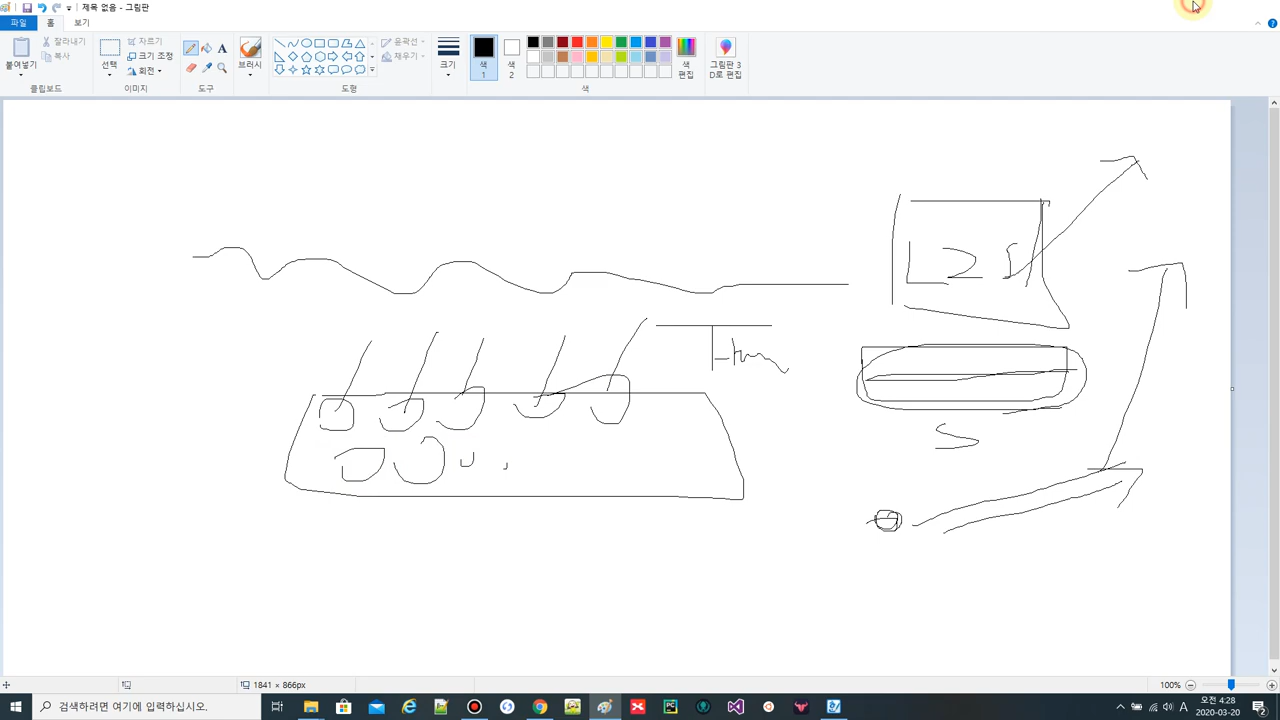 제목 없음 - 그림판
파일 홈 보기
붙여넣기
잘라내기
복사
클립보드
선택
자르기
크기 조정
회전
이미지
A
도구
브러시
윤곽선
채우기
도형
크기
색 1
색 2
색 편집
색
그림판 3D로 편집
S
1841 × 866px
100%
검색하려면 여기에 입력하십시오.
PC
A
오전 4:28
2020-03-20
2